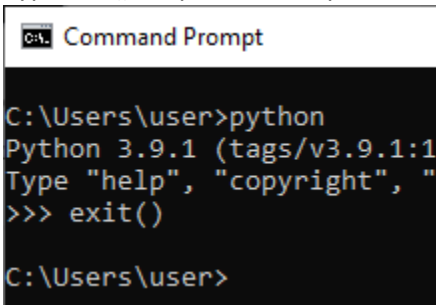 Command Prompt
C:\Users\user>python
Python 3.9.1 (tags/v3.9.1:1
Type "help", "copyright", "
>>> exit()
C:\Users\user>